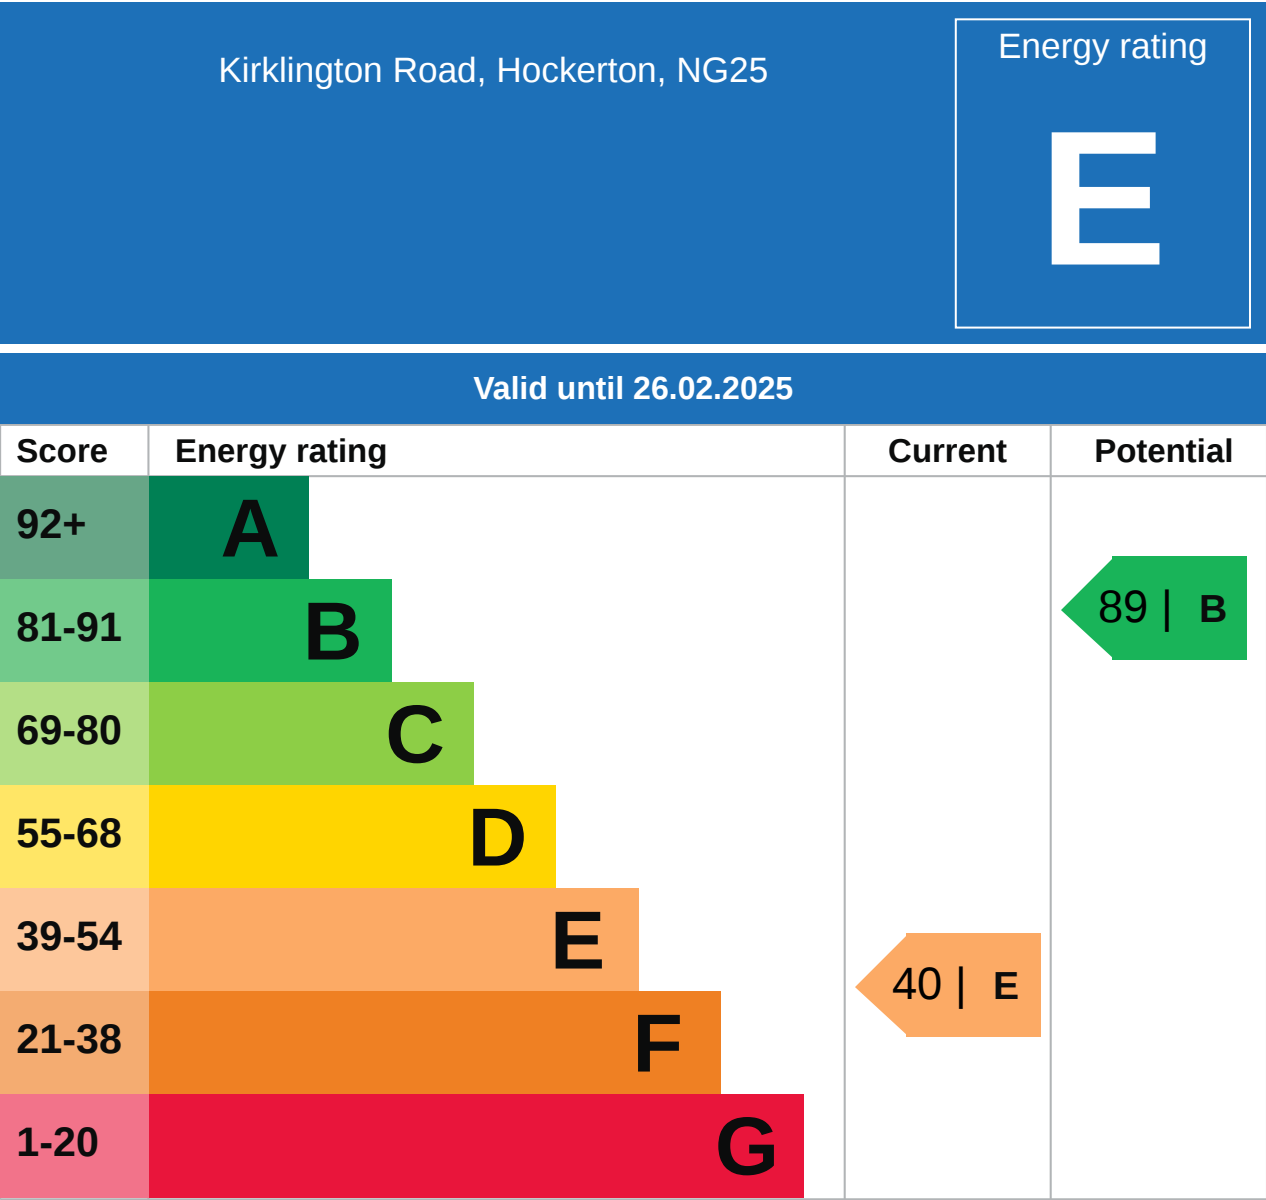 Kirklington Road, Hockerton, NG25
Energy rating
E
Valid until 26.02.2025
Score Energy rating Current Potential
92+ A
81-91 B 89 | B
69-80 C
55-68 D
39-54 E 40 | E
21-38 F
1-20 G